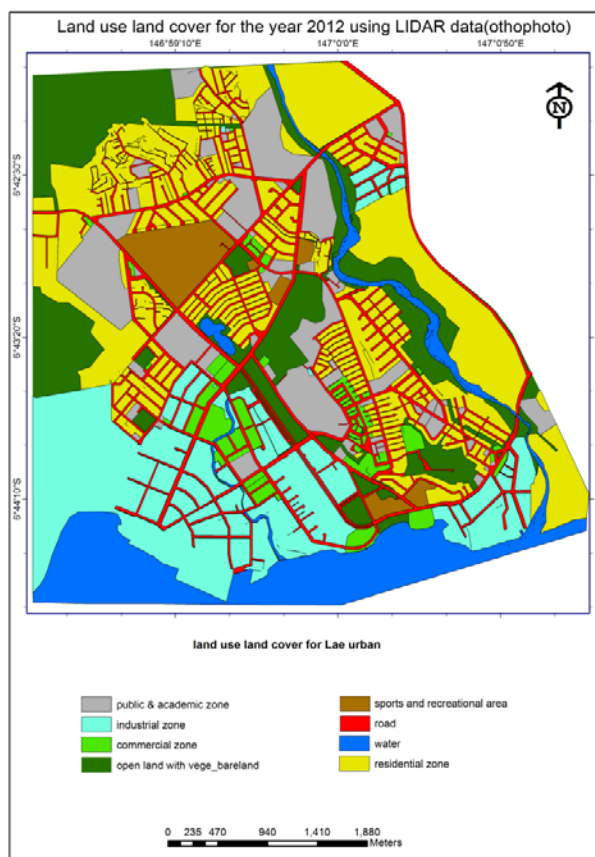 Land use land cover for the year 2012 using LIDAR data(othophoto)
146°59'10"E 147°0'0"E 147°0'50"E
N
6°42'30"S
6°43'20"S
6°44'10"S
land use land cover for Lae urban
public & academic zone
industrial zone
commercial zone
open land with vege_bareland
sports and recreational area
road
water
residential zone
0 235 470 940 1,410 1,880
Meters